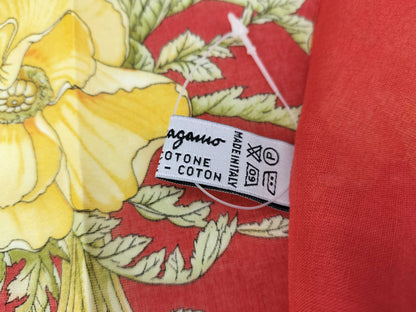 agamo
COTONE
- COTON
MADE IN ITALY
P